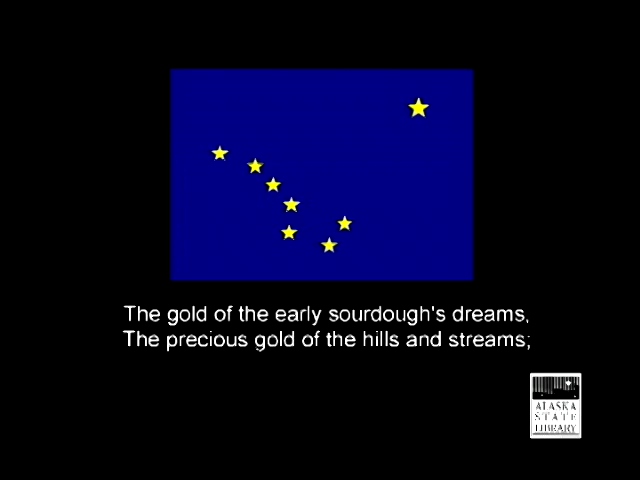 The gold of the early sourdough's dreams,
The precious gold of the hills and streams;
ALASKA
STATE
LIBRARY